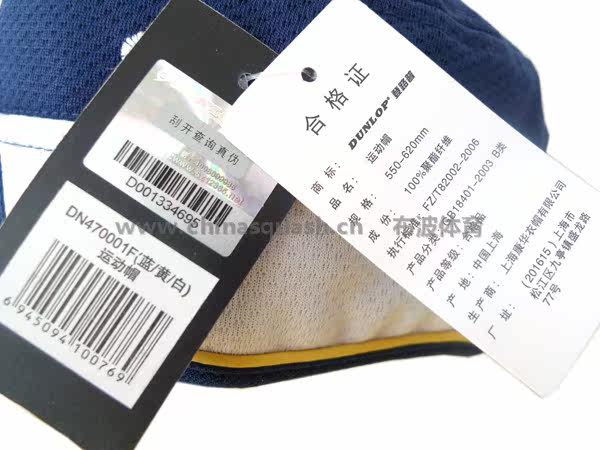 刮开查询真伪
D001334695
DN470001F(蓝/黄/白)
运动帽
6 945094 100769
合格证
商标: DUNLOP 登路普
品名: 运动帽
规格: 550-620mm
成份: 100%聚酯纤维
执行标准: FZ/T82002-2006
产品分类: GB18401-2003 B类
产品等级: 合格品
产地: 中国上海
生产商: 上海康华衣帽有限公司
厂址: (201615)上海市
松江区九亭镇盛龙路
77号
www.chinasquash.cn 布波体育